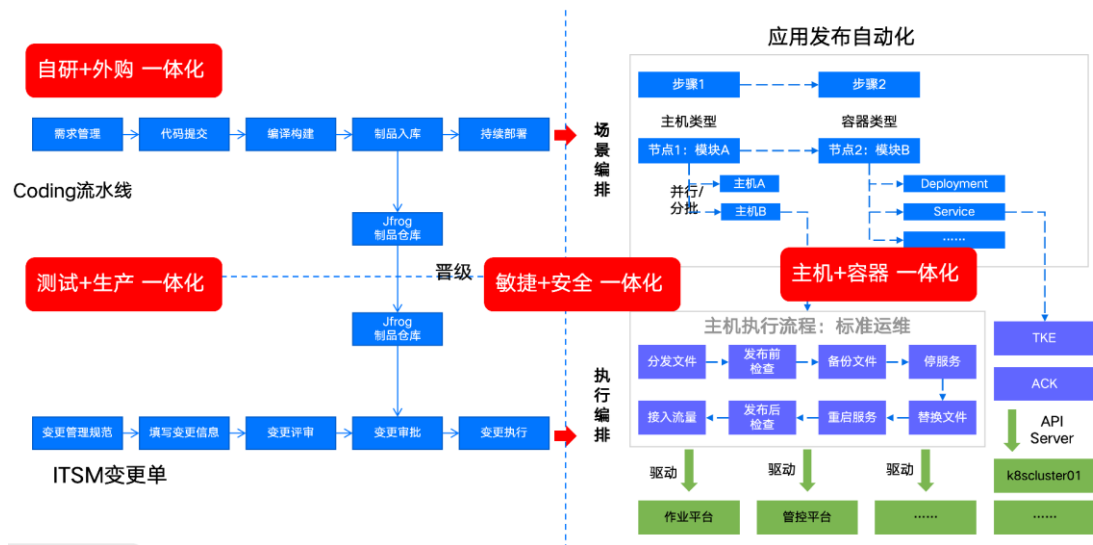 应用发布自动化
自研+外购 一体化
步骤1
步骤2
主机类型
容器类型
需求管理
代码提交
编译构建
制品入库
持续部署
场景编排
节点1：模块A
节点2：模块B
Coding流水线
并行/
分批
主机A
主机B
Deployment
Service
······
Jfrog
制品仓库
测试+生产 一体化
晋级
敏捷+安全 一体化
主机+容器 一体化
Jfrog
制品仓库
主机执行流程：标准运维
分发文件
发布前
检查
备份文件
停服务
TKE
ACK
执行编排
接入流量
发布后
检查
重启服务
替换文件
变更管理规范
填写变更信息
变更评审
变更审批
变更执行
ITSM变更单
API
Server
驱动
驱动
驱动
k8scluster01
作业平台
管控平台
······
······